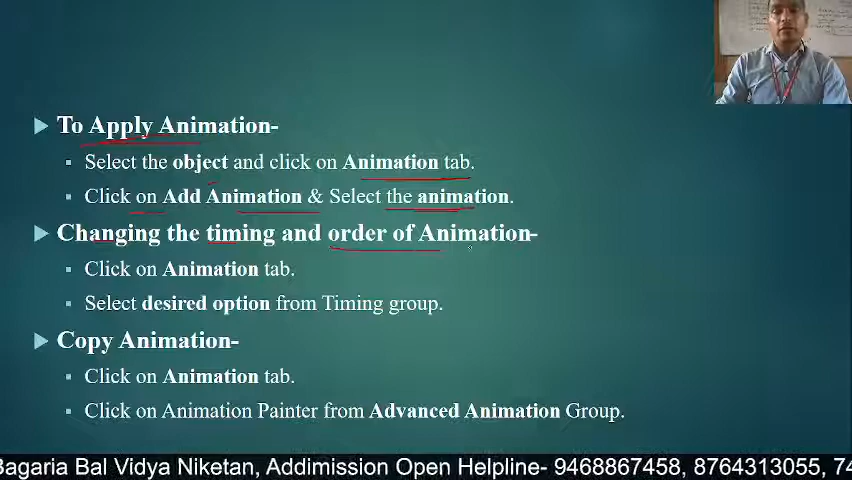 To Apply Animation-
Select the object and click on Animation tab.
Click on Add Animation & Select the animation.
Changing the timing and order of Animation-
Click on Animation tab.
Select desired option from Timing group.
Copy Animation-
Click on Animation tab.
Click on Animation Painter from Advanced Animation Group.
Bagaria Bal Vidya Niketan, Addimission Open Helpline- 9468867458, 8764313055, 74